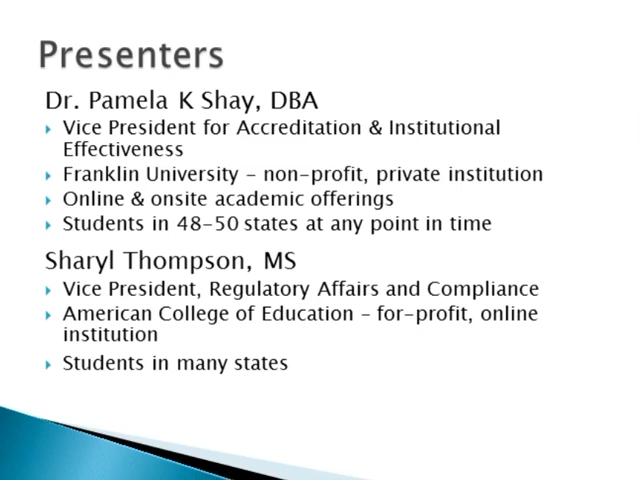 Presenters
Dr. Pamela K Shay, DBA
Vice President for Accreditation & Institutional
Effectiveness
Franklin University – non-profit, private institution
Online & onsite academic offerings
Students in 48-50 states at any point in time
Sharyl Thompson, MS
Vice President, Regulatory Affairs and Compliance
American College of Education – for-profit, online
institution
Students in many states